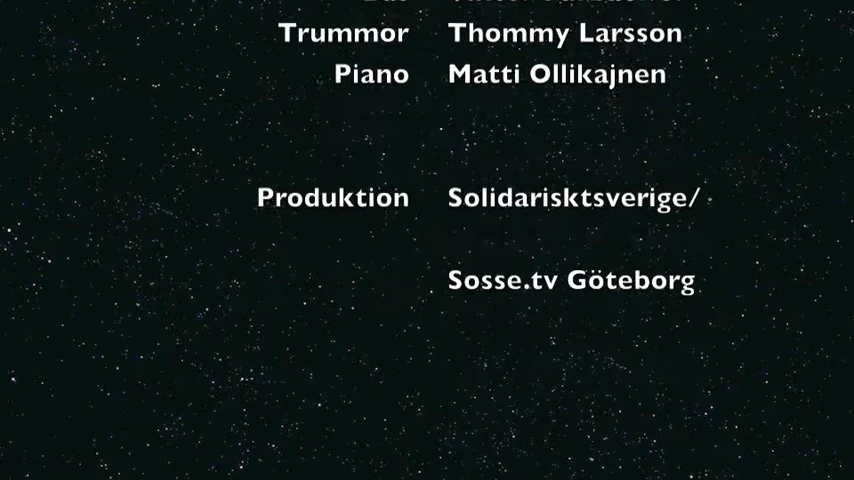 Trummor Thommy Larsson
Piano Matti Ollikajnen
Produktion Solidarisktsverige/
Sosse.tv Göteborg